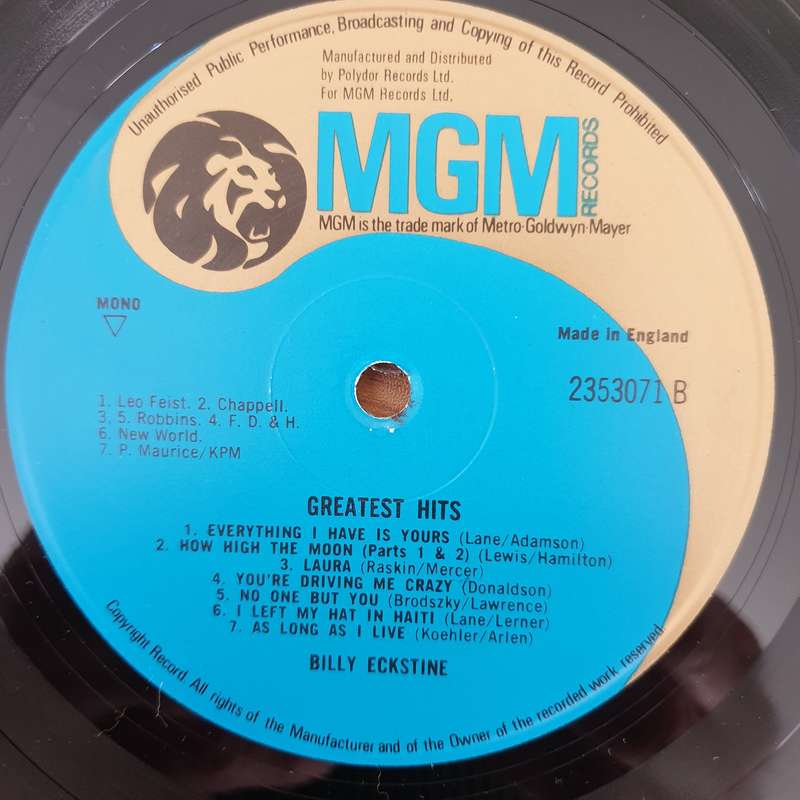 Unauthorised Public Performance, Broadcasting and Copying of this Record Prohibited
Manufactured and Distributed
by Polydor Records Ltd.
For MGM Records Ltd.
MGM
RECORDS
MGM is the trade mark of Metro-Goldwyn-Mayer
MONO
Made in England
2353071 B
1. Leo Feist. 2. Chappell.
3, 5. Robbins. 4. F. D. & H.
6. New World.
7. P. Maurice/KPM
GREATEST HITS
1. EVERYTHING I HAVE IS YOURS (Lane/Adamson)
2. HOW HIGH THE MOON (Parts 1 & 2) (Lewis/Hamilton)
3. LAURA (Raskin/Mercer)
4. YOU'RE DRIVING ME CRAZY (Donaldson)
5. NO ONE BUT YOU (Brodszky/Lawrence)
6. I LEFT MY HAT IN HAITI (Lane/Lerner)
7. AS LONG AS I LIVE (Koehler/Arlen)
BILLY ECKSTINE
Copyright Record. All rights of the Manufacturer and of the Owner of the recorded work reserved